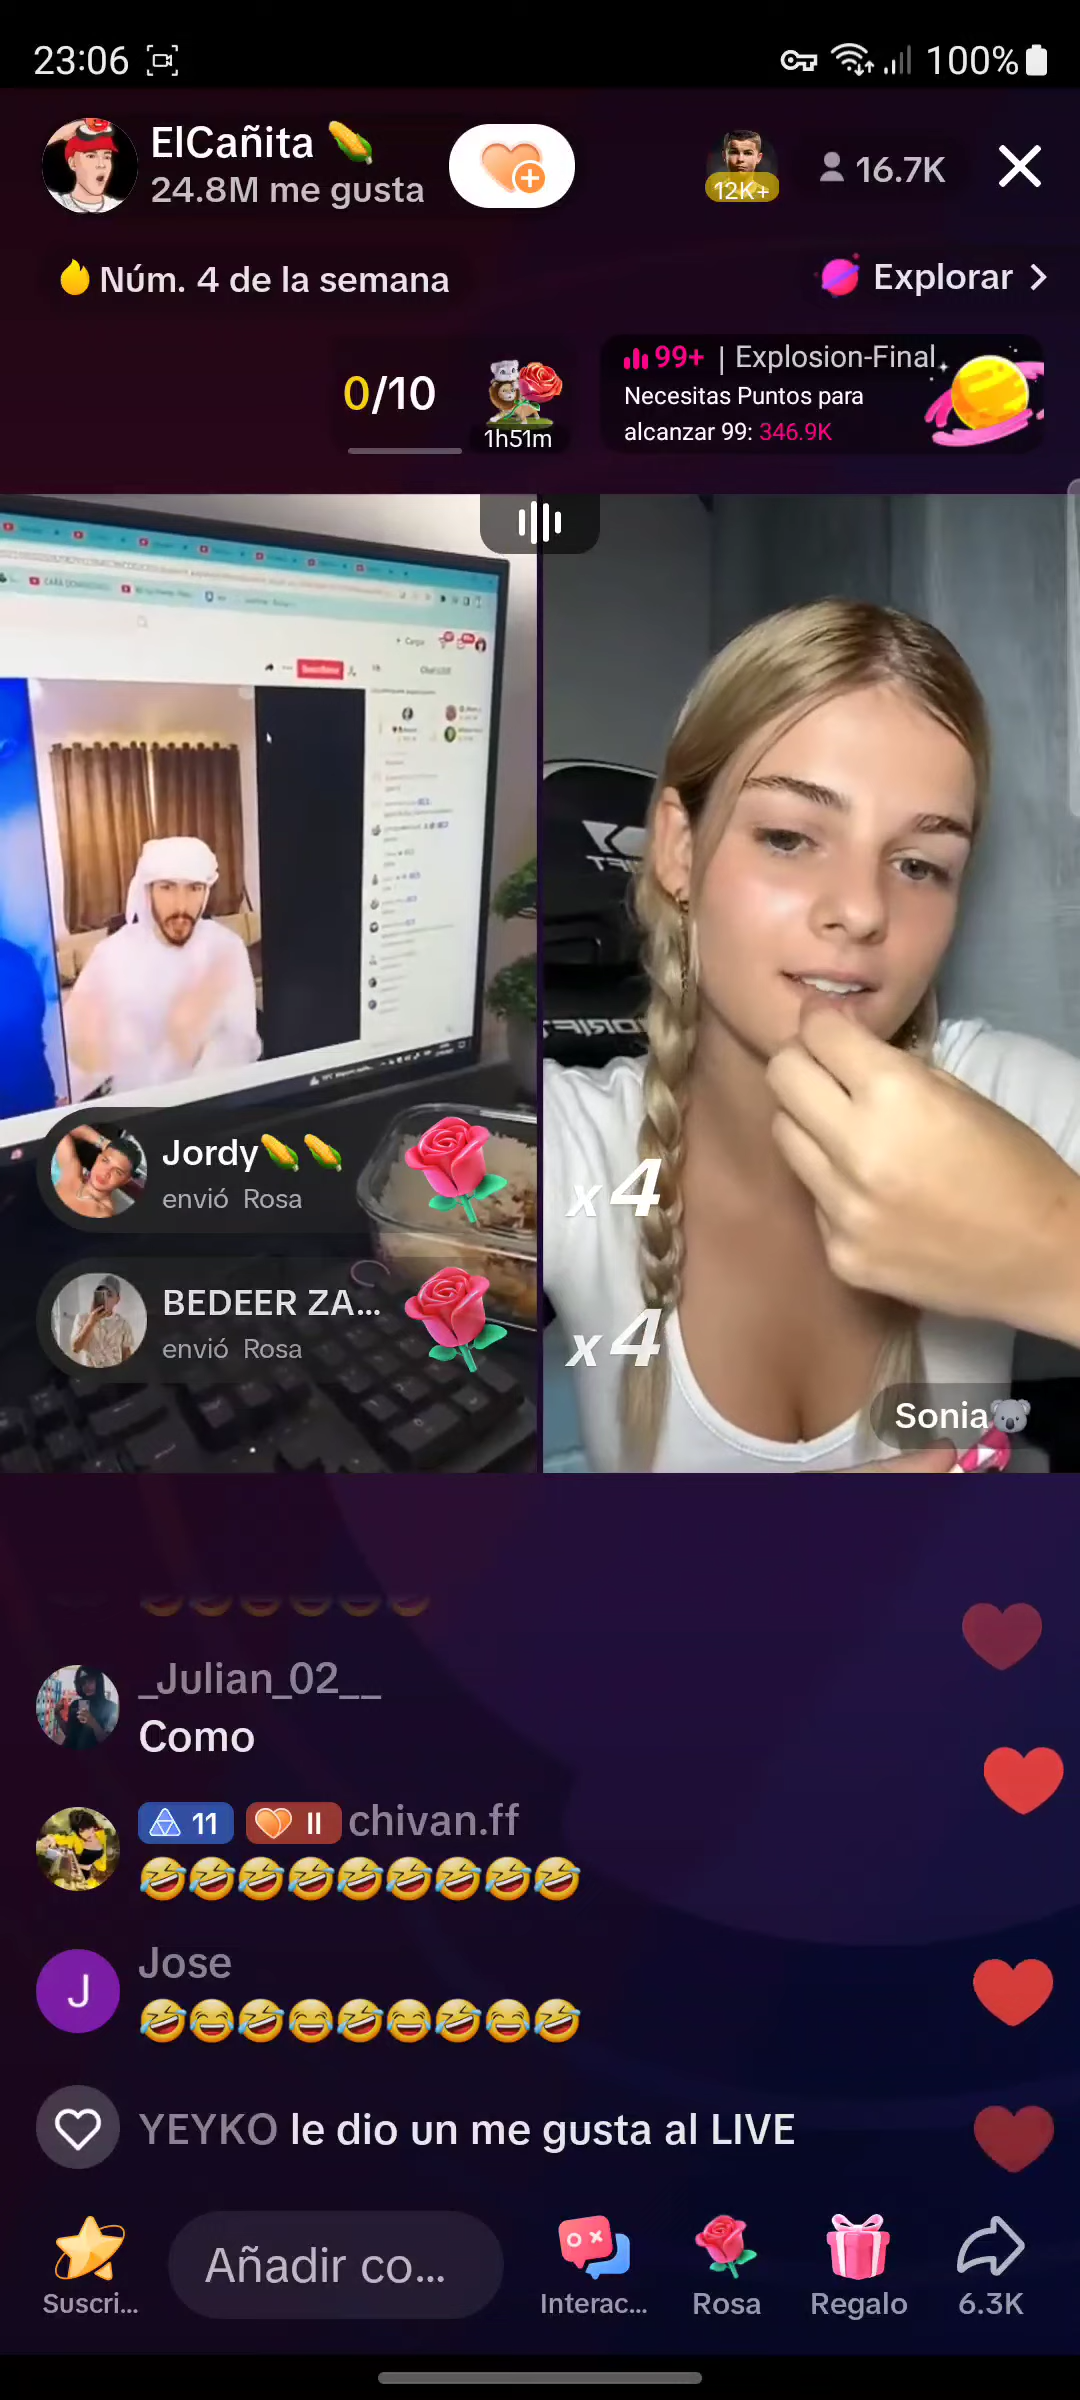 23:06
100%
ElCañita 🌽
24.8M me gusta
12K+
16.7K
Núm. 4 de la semana
Explorar >
0/10
1h51m
99+ | Explosion-Final
Necesitas Puntos para
alcanzar 99: 346.9K
Jordy🌽🌽
envió Rosa
x4
BEDEER ZA...
envió Rosa
x4
Sonia🐨
_Julian_02__
Como
11 II chivan.ff
🤣🤣🤣🤣🤣🤣🤣🤣🤣
J
Jose
🤣😂🤣😂🤣😂🤣😂🤣
YEYKO le dio un me gusta al LIVE
Añadir co...
Suscri...
Interac...
Rosa
Regalo
6.3K